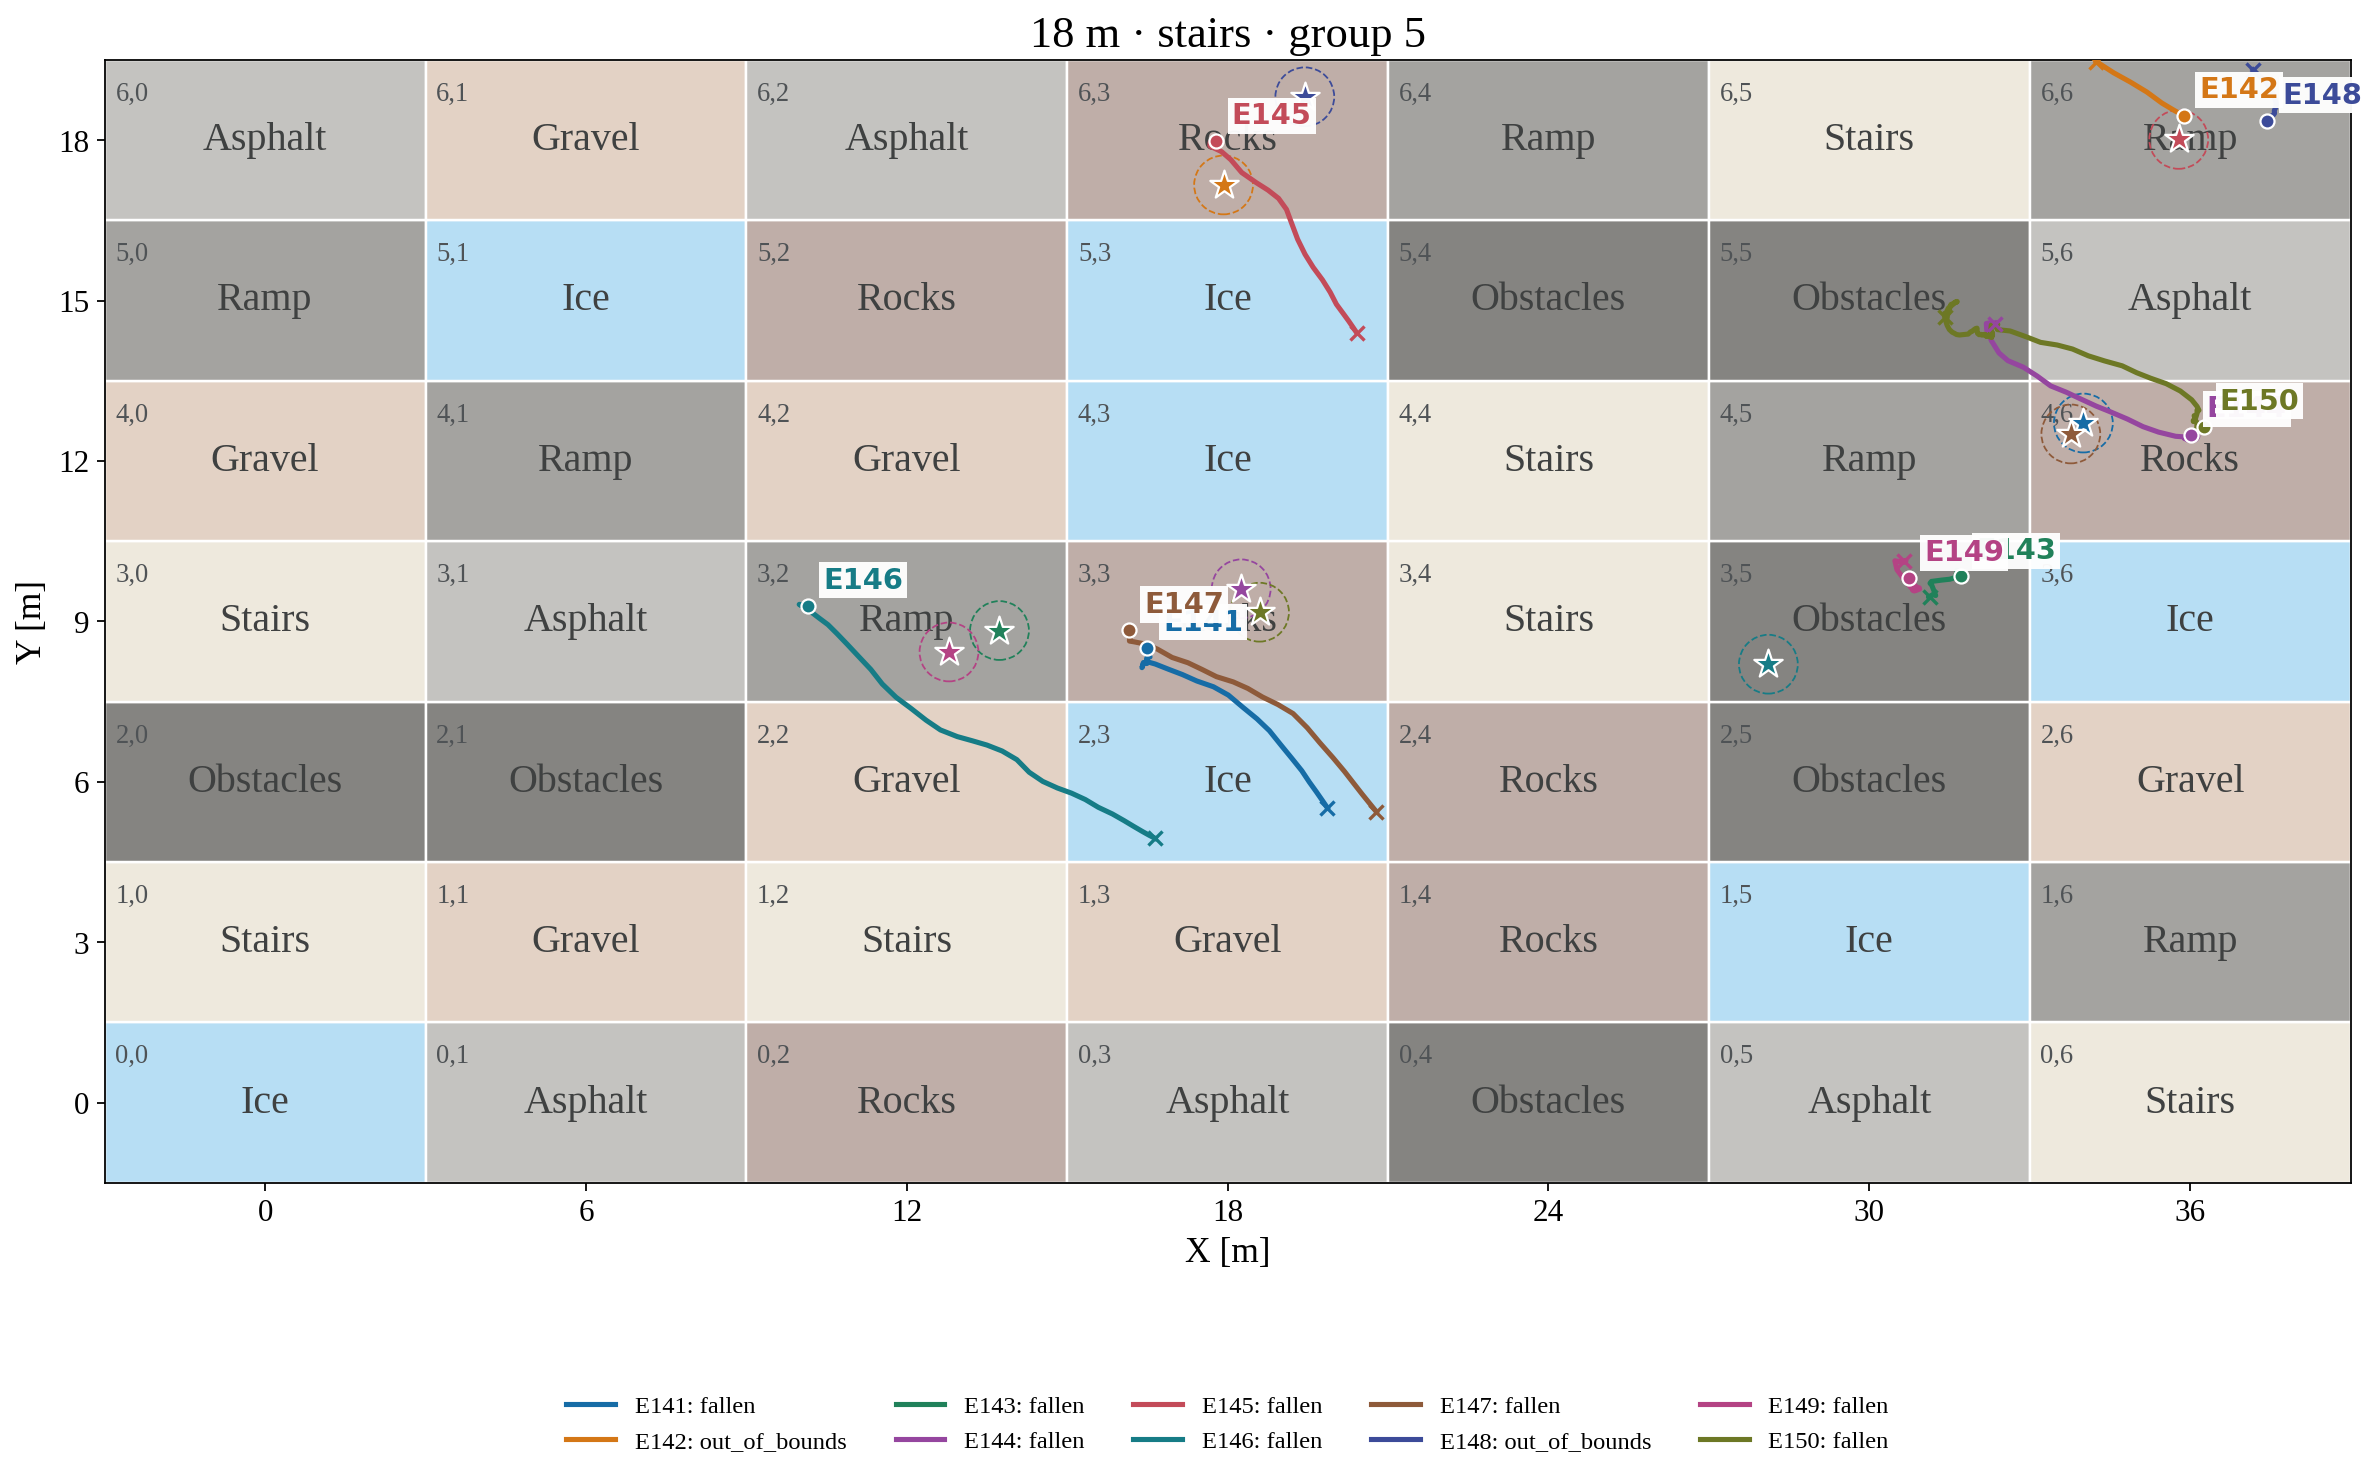 18 m · stairs · group 5
6,0 6,1 6,2 6,3 6,4 6,5 6,6
Asphalt Gravel Asphalt Rocks Ramp Stairs Ramp
E145 E142 E148
5,0 5,1 5,2 5,3 5,4 5,5 5,6
Ramp Ice Rocks Ice Obstacles Obstacles Asphalt
4,0 4,1 4,2 4,3 4,4 4,5 4,6
Gravel Ramp Gravel Ice Stairs Ramp Rocks
E150
3,0 3,1 3,2 3,3 3,4 3,5 3,6
Stairs Asphalt Ramp Stairs Obstacles Ice
E146 E147 E141 E149 143
2,0 2,1 2,2 2,3 2,4 2,5 2,6
Obstacles Obstacles Gravel Ice Rocks Obstacles Gravel
1,0 1,1 1,2 1,3 1,4 1,5 1,6
Stairs Gravel Stairs Gravel Rocks Ice Ramp
0,0 0,1 0,2 0,3 0,4 0,5 0,6
Ice Asphalt Rocks Asphalt Obstacles Asphalt Stairs
18
15
12
9
6
3
0
Y [m]
0 6 12 18 24 30 36
X [m]
E141: fallen E143: fallen E145: fallen E147: fallen E149: fallen
E142: out_of_bounds E144: fallen E146: fallen E148: out_of_bounds E150: fallen